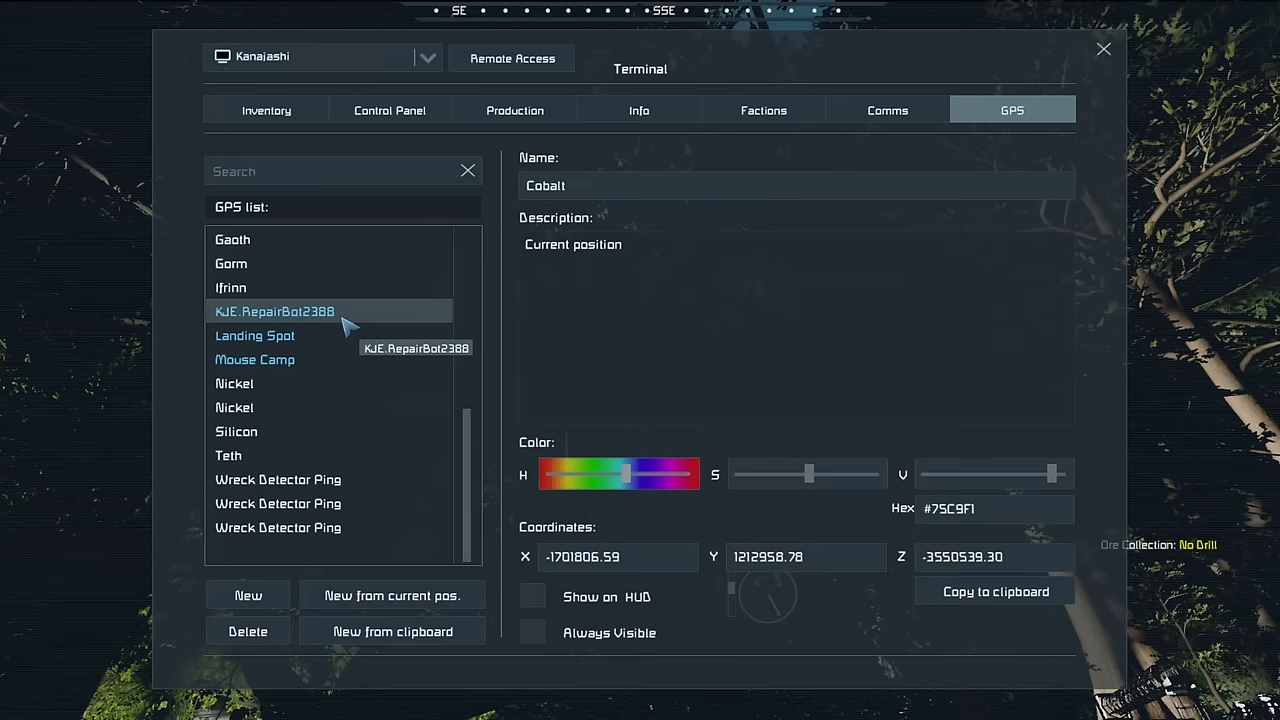 SE SSE
Kanajashi
Remote Access
Terminal
Inventory Control Panel Production Info Factions Comms GPS
Search
GPS list:
Gaoth
Gorm
Ifrinn
KJE.RepairBot2388
Landing Spot
KJE.RepairBot2388
Mouse Camp
Nickel
Nickel
Silicon
Teth
Wreck Detector Ping
Wreck Detector Ping
Wreck Detector Ping
New New from current pos.
Delete New from clipboard
Name:
Cobalt
Description:
Current position
Color:
H S V
Hex #75C9F1
Coordinates:
X -1701806.59 Y 1212958.78 Z -3550539.30
Show on HUD
Copy to clipboard
Always Visible
Ore Collection: No Drill